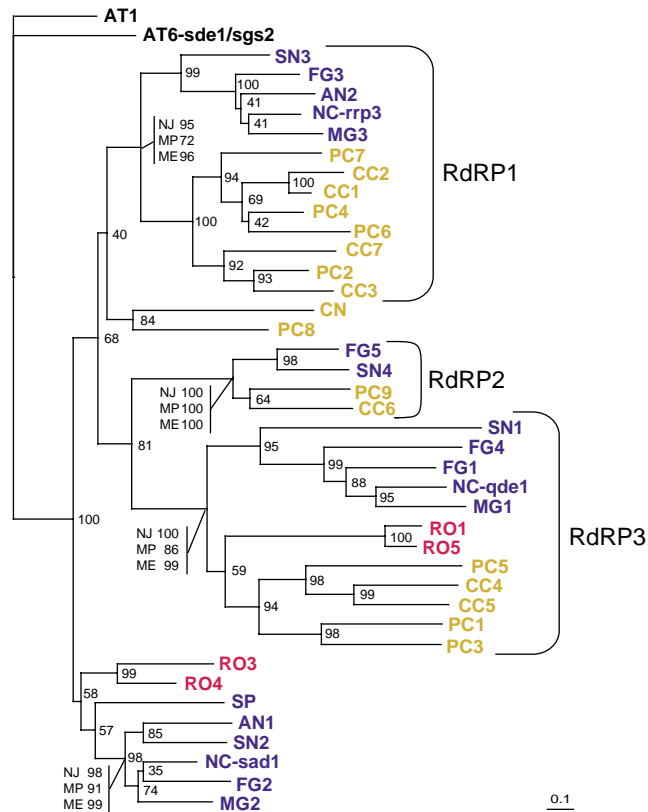 AT1
AT6-sde1/sgs2
SN3
99
FG3
100
AN2
41
NC-rrp3
41
MG3
NJ 95
MP 72
ME 96
PC7
94
CC2
100
CC1
69
PC4
42
PC6
100
CC7
92
PC2
93
CC3
RdRP1
40
CN
84
PC8
68
FG5
98
SN4
PC9
64
CC6
NJ 100
MP 100
ME 100
RdRP2
81
SN1
95
FG4
99
FG1
88
NC-qde1
95
MG1
NJ 100
MP 86
ME 99
RO1
100
RO5
59
PC5
98
CC4
99
CC5
94
PC1
98
PC3
RdRP3
100
RO3
99
RO4
58
SP
57
AN1
85
SN2
98
NC-sad1
35
FG2
74
MG2
NJ 98
MP 91
ME 99
0.1